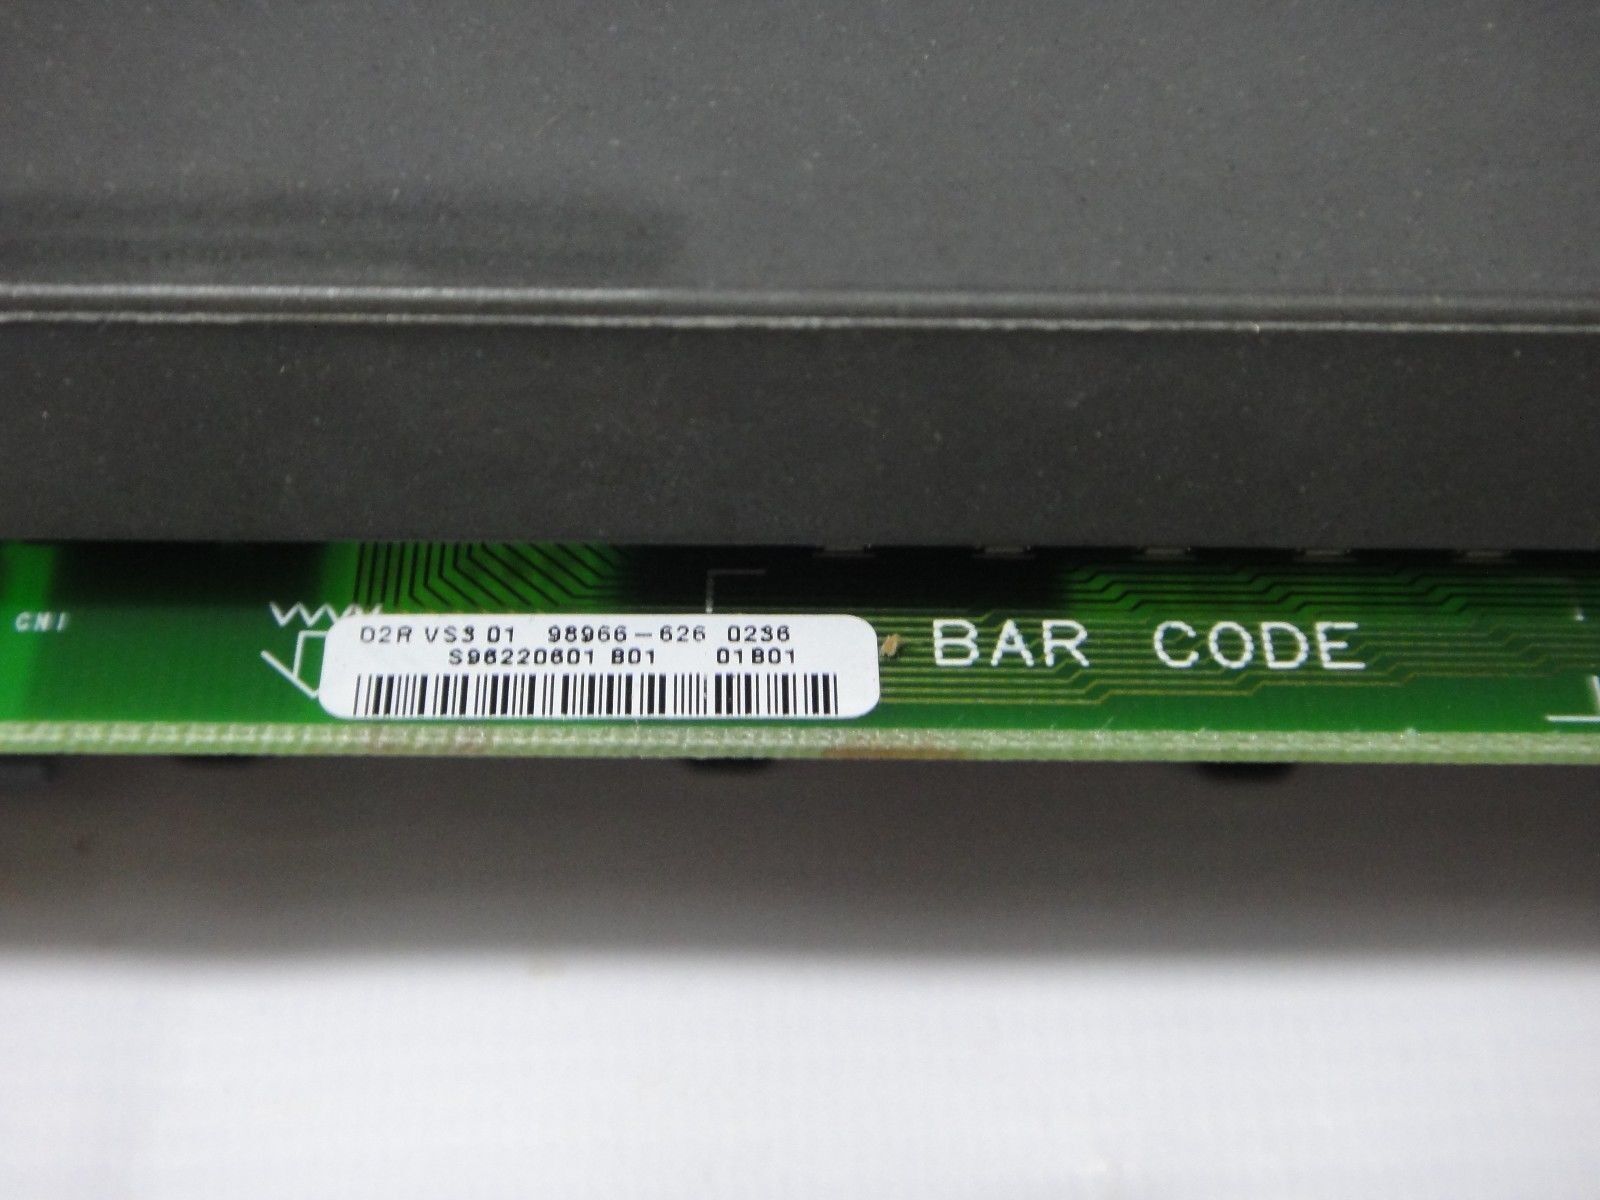 CN1
D2R VS3 01 98966-626 0236
S96220601 B01 01B01
BAR CODE